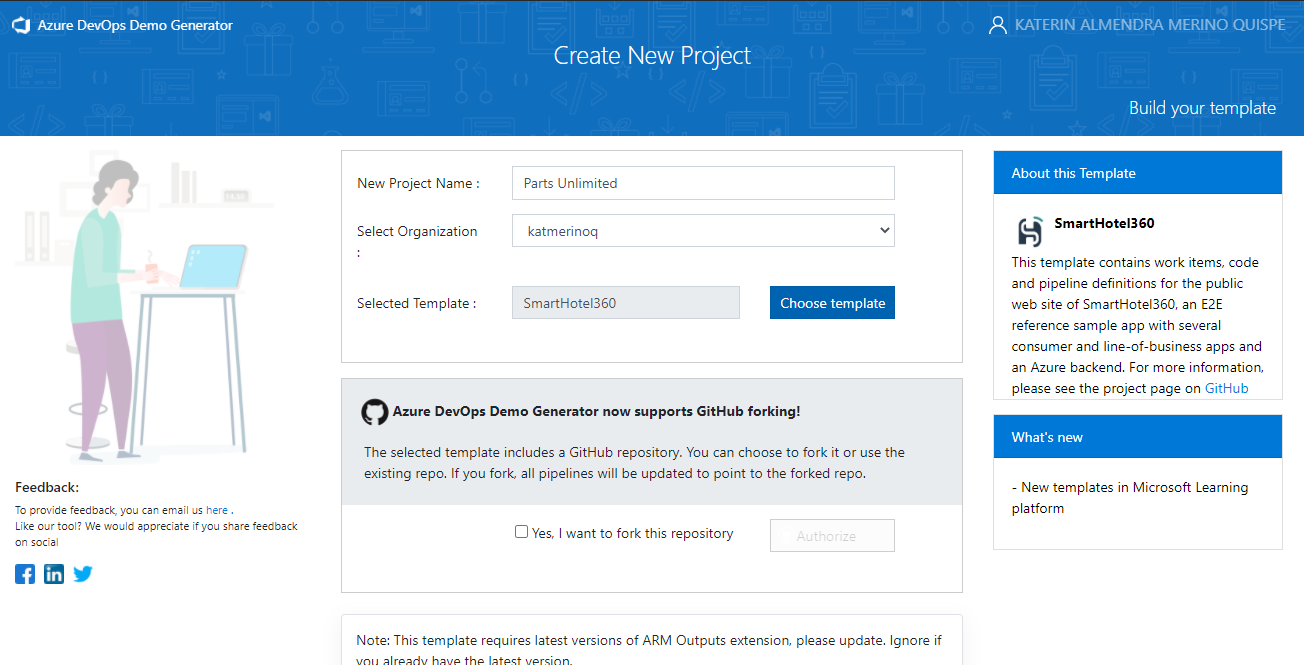 Azure DevOps Demo Generator
KATERIN ALMENDRA MERINO QUISPE
Create New Project
Build your template
New Project Name :
Parts Unlimited
Select Organization
:
katmerinoq
Selected Template :
SmartHotel360
Choose template
Azure DevOps Demo Generator now supports GitHub forking!
The selected template includes a GitHub repository. You can choose to fork it or use the
existing repo. If you fork, all pipelines will be updated to point to the forked repo.
Yes, I want to fork this repository
Authorize
Note: This template requires latest versions of ARM Outputs extension, please update. Ignore if
you already have the latest version.
About this Template
SmartHotel360
This template contains work items, code
and pipeline definitions for the public
web site of SmartHotel360, an E2E
reference sample app with several
consumer and line-of-business apps and
an Azure backend. For more information,
please see the project page on GitHub
What's new
- New templates in Microsoft Learning
platform
Feedback:
To provide feedback, you can email us here .
Like our tool? We would appreciate if you share feedback
on social